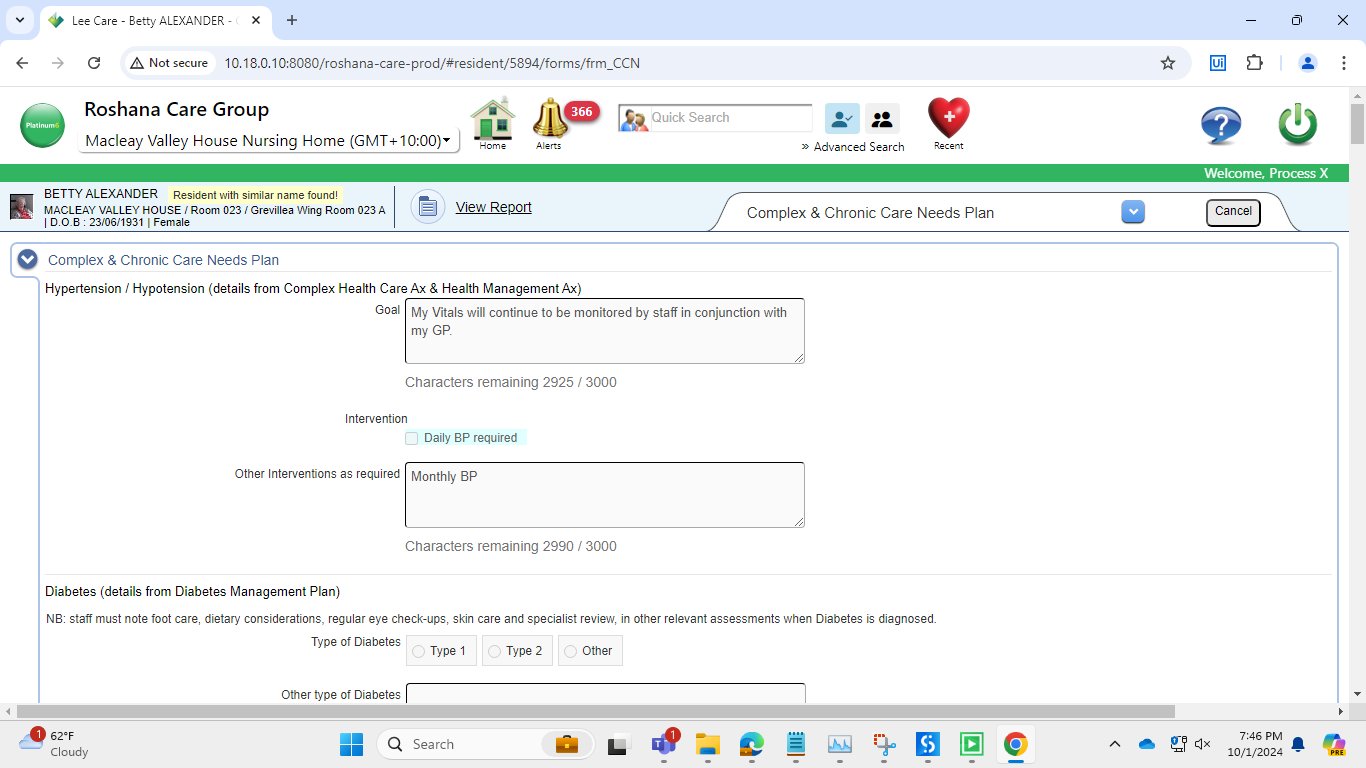 Lee Care - Betty ALEXANDER -
Not secure
10.18.0.10:8080/roshana-care-prod/#resident/5894/forms/frm_CCN
Ui
Platinum6
Roshana Care Group
Macleay Valley House Nursing Home (GMT+10:00)
Home
366
Alerts
Quick Search
» Advanced Search
Recent
Welcome, Process X
BETTY ALEXANDER Resident with similar name found!
MACLEAY VALLEY HOUSE / Room 023 / Grevillea Wing Room 023 A
| D.O.B : 23/06/1931 | Female
View Report
Complex & Chronic Care Needs Plan
Cancel
Complex & Chronic Care Needs Plan
Hypertension / Hypotension (details from Complex Health Care Ax & Health Management Ax)
Goal
My Vitals will continue to be monitored by staff in conjunction with
my GP.
Characters remaining 2925 / 3000
Intervention
Daily BP required
Other Interventions as required
Monthly BP
Characters remaining 2990 / 3000
Diabetes (details from Diabetes Management Plan)
NB: staff must note foot care, dietary considerations, regular eye check-ups, skin care and specialist review, in other relevant assessments when Diabetes is diagnosed.
Type of Diabetes
Type 1
Type 2
Other
Other type of Diabetes
1
62°F
Cloudy
Search
1
7:46 PM
10/1/2024
PRE